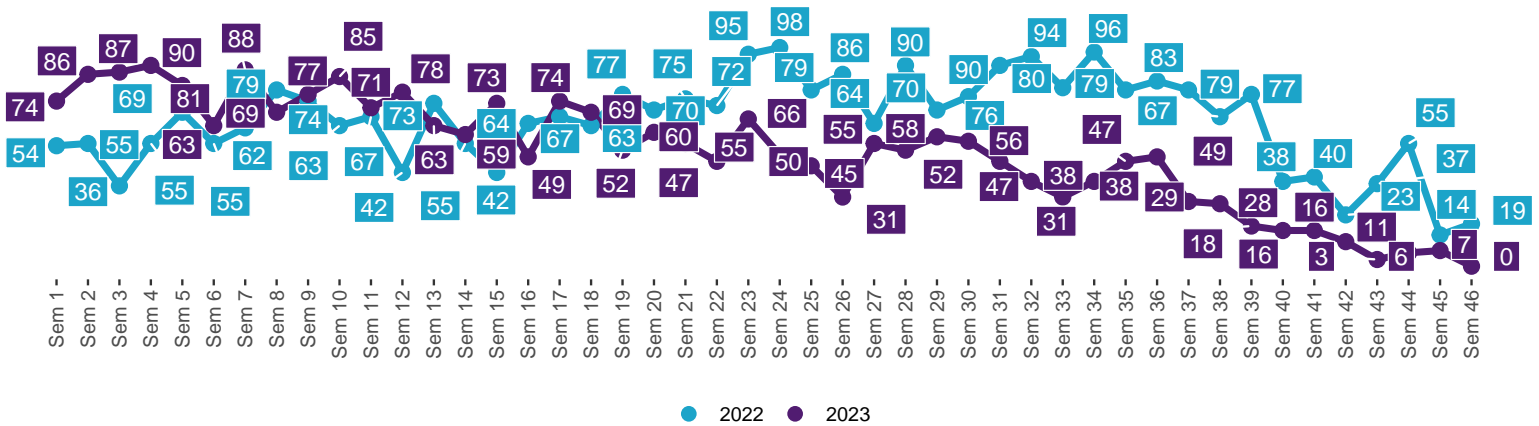 95 98
86 87 90 88 85 77 75 86 90 94 96
74 69 79 77 71 78 73 74 72 79 90 83
81 69 74 73 64 69 70 66 64 70 80 79 79 77
54 55 63 62 63 67 63 59 67 63 60 55 55 58 76 56 47 67 55
36 55 55 42 55 42 49 52 47 50 45 52 47 38 38 49 38 40 37
31 31 29 28 16 23 14 19
18 16 3 11 6 7 0
Sem 1
Sem 2
Sem 3
Sem 4
Sem 5
Sem 6
Sem 7
Sem 8
Sem 9
Sem 10
Sem 11
Sem 12
Sem 13
Sem 14
Sem 15
Sem 16
Sem 17
Sem 18
Sem 19
Sem 20
Sem 21
Sem 22
Sem 23
Sem 24
Sem 25
Sem 26
Sem 27
Sem 28
Sem 29
Sem 30
Sem 31
Sem 32
Sem 33
Sem 34
Sem 35
Sem 36
Sem 37
Sem 38
Sem 39
Sem 40
Sem 41
Sem 42
Sem 43
Sem 44
Sem 45
Sem 46
2022 2023